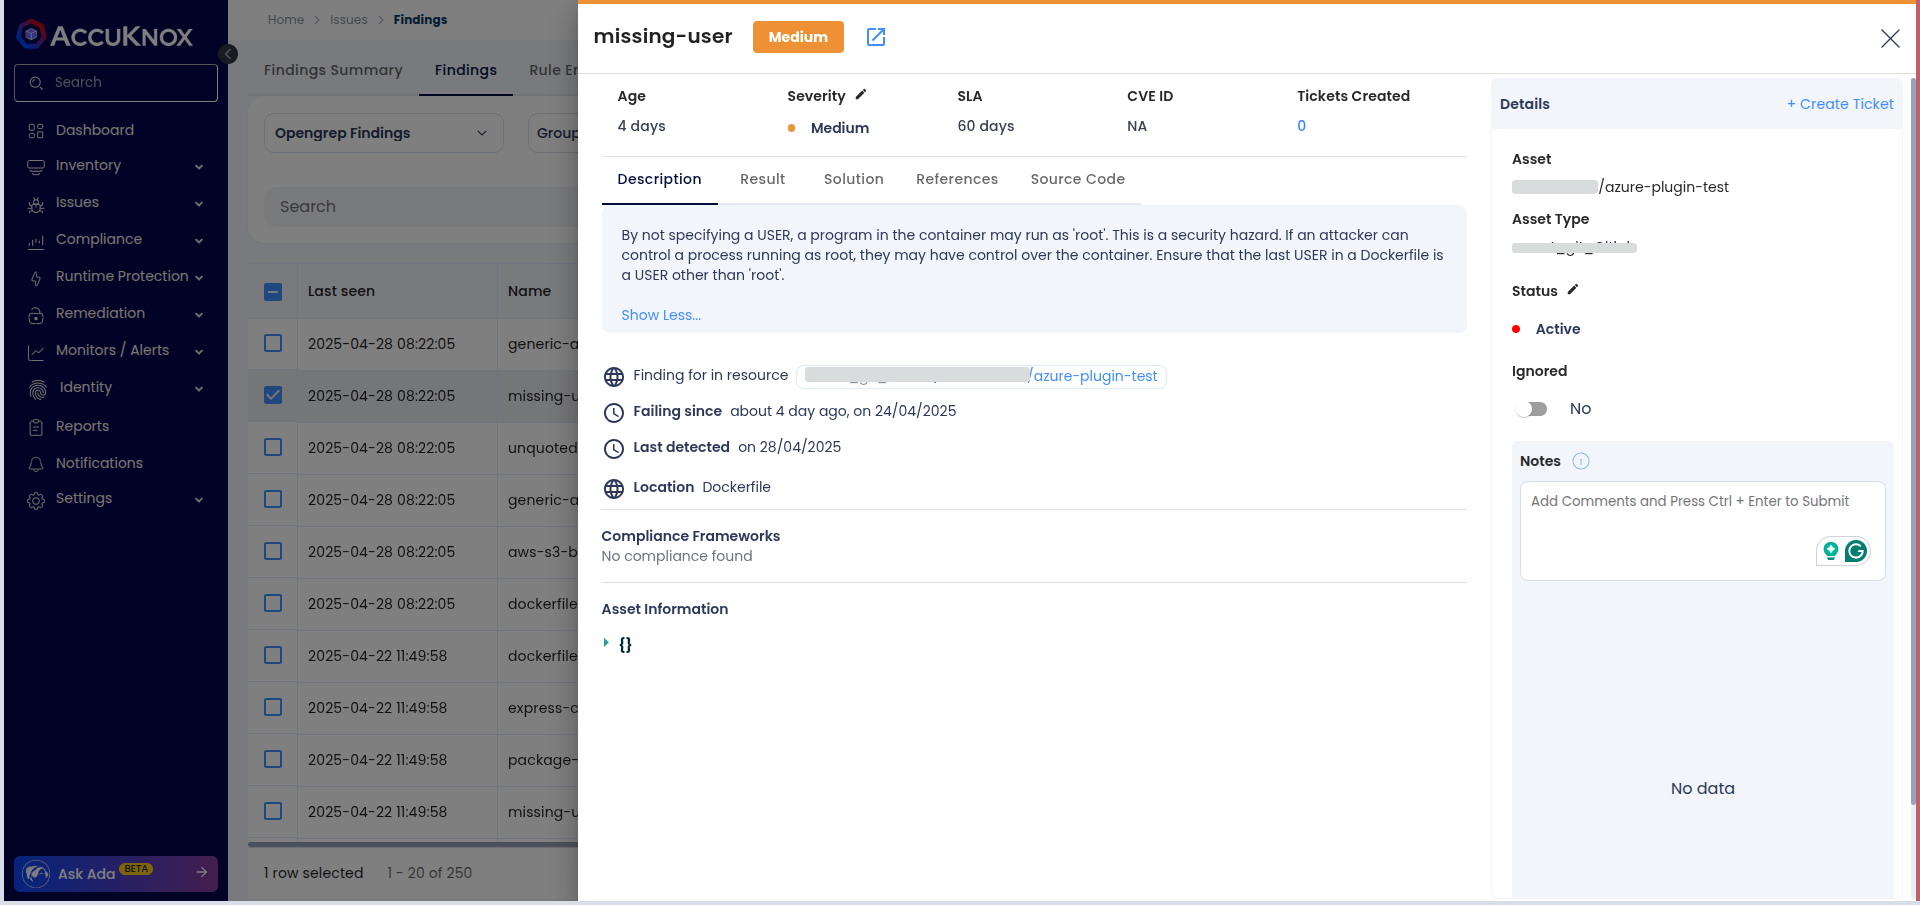 ACCUKNOX
Search
Dashboard
Inventory
Issues
Compliance
Runtime Protection
Remediation
Monitors / Alerts
Identity
Reports
Notifications
Settings
Ask Ada BETA
Home > Issues > Findings
Findings Summary Findings Rule En
Opengrep Findings Group
Search
Last seen Name
2025-04-28 08:22:05 generic-a
2025-04-28 08:22:05 missing-u
2025-04-28 08:22:05 unquoted
2025-04-28 08:22:05 generic-a
2025-04-28 08:22:05 aws-s3-b
2025-04-28 08:22:05 dockerfile
2025-04-22 11:49:58 dockerfile
2025-04-22 11:49:58 express-c
2025-04-22 11:49:58 package-
2025-04-22 11:49:58 missing-u
1 row selected 1 - 20 of 250
missing-user Medium
Age Severity SLA CVE ID Tickets Created
4 days Medium 60 days NA 0
Description Result Solution References Source Code
By not specifying a USER, a program in the container may run as 'root'. This is a security hazard. If an attacker can
control a process running as root, they may have control over the container. Ensure that the last USER in a Dockerfile is
a USER other than 'root'.
Show Less...
Finding for in resource /azure-plugin-test
Failing since about 4 day ago, on 24/04/2025
Last detected on 28/04/2025
Location Dockerfile
Compliance Frameworks
No compliance found
Asset Information
{}
Details + Create Ticket
Asset
/azure-plugin-test
Asset Type
Status
Active
Ignored
No
Notes
Add Comments and Press Ctrl + Enter to Submit
No data